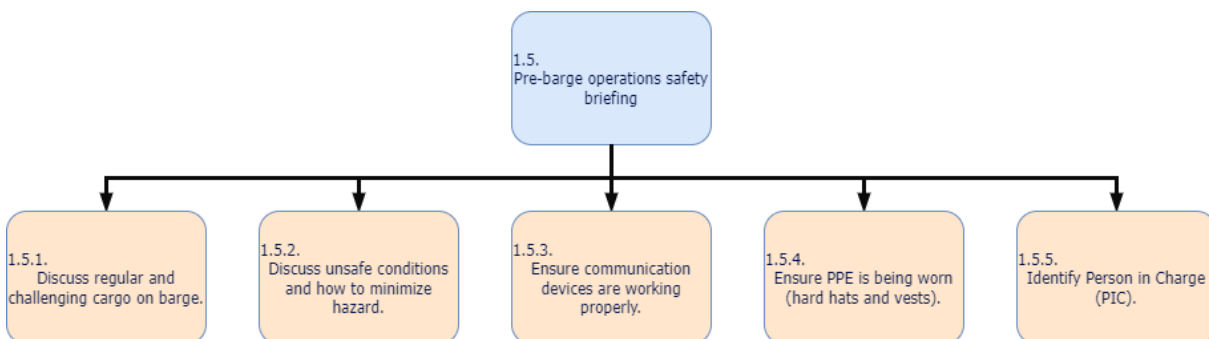 1.5.
Pre-barge operations safety
briefing
1.5.1.
Discuss regular and
challenging cargo on barge.
1.5.2.
Discuss unsafe conditions
and how to minimize
hazard.
1.5.3.
Ensure communication
devices are working
properly.
1.5.4.
Ensure PPE is being worn
(hard hats and vests).
1.5.5.
Identify Person in Charge
(PIC).